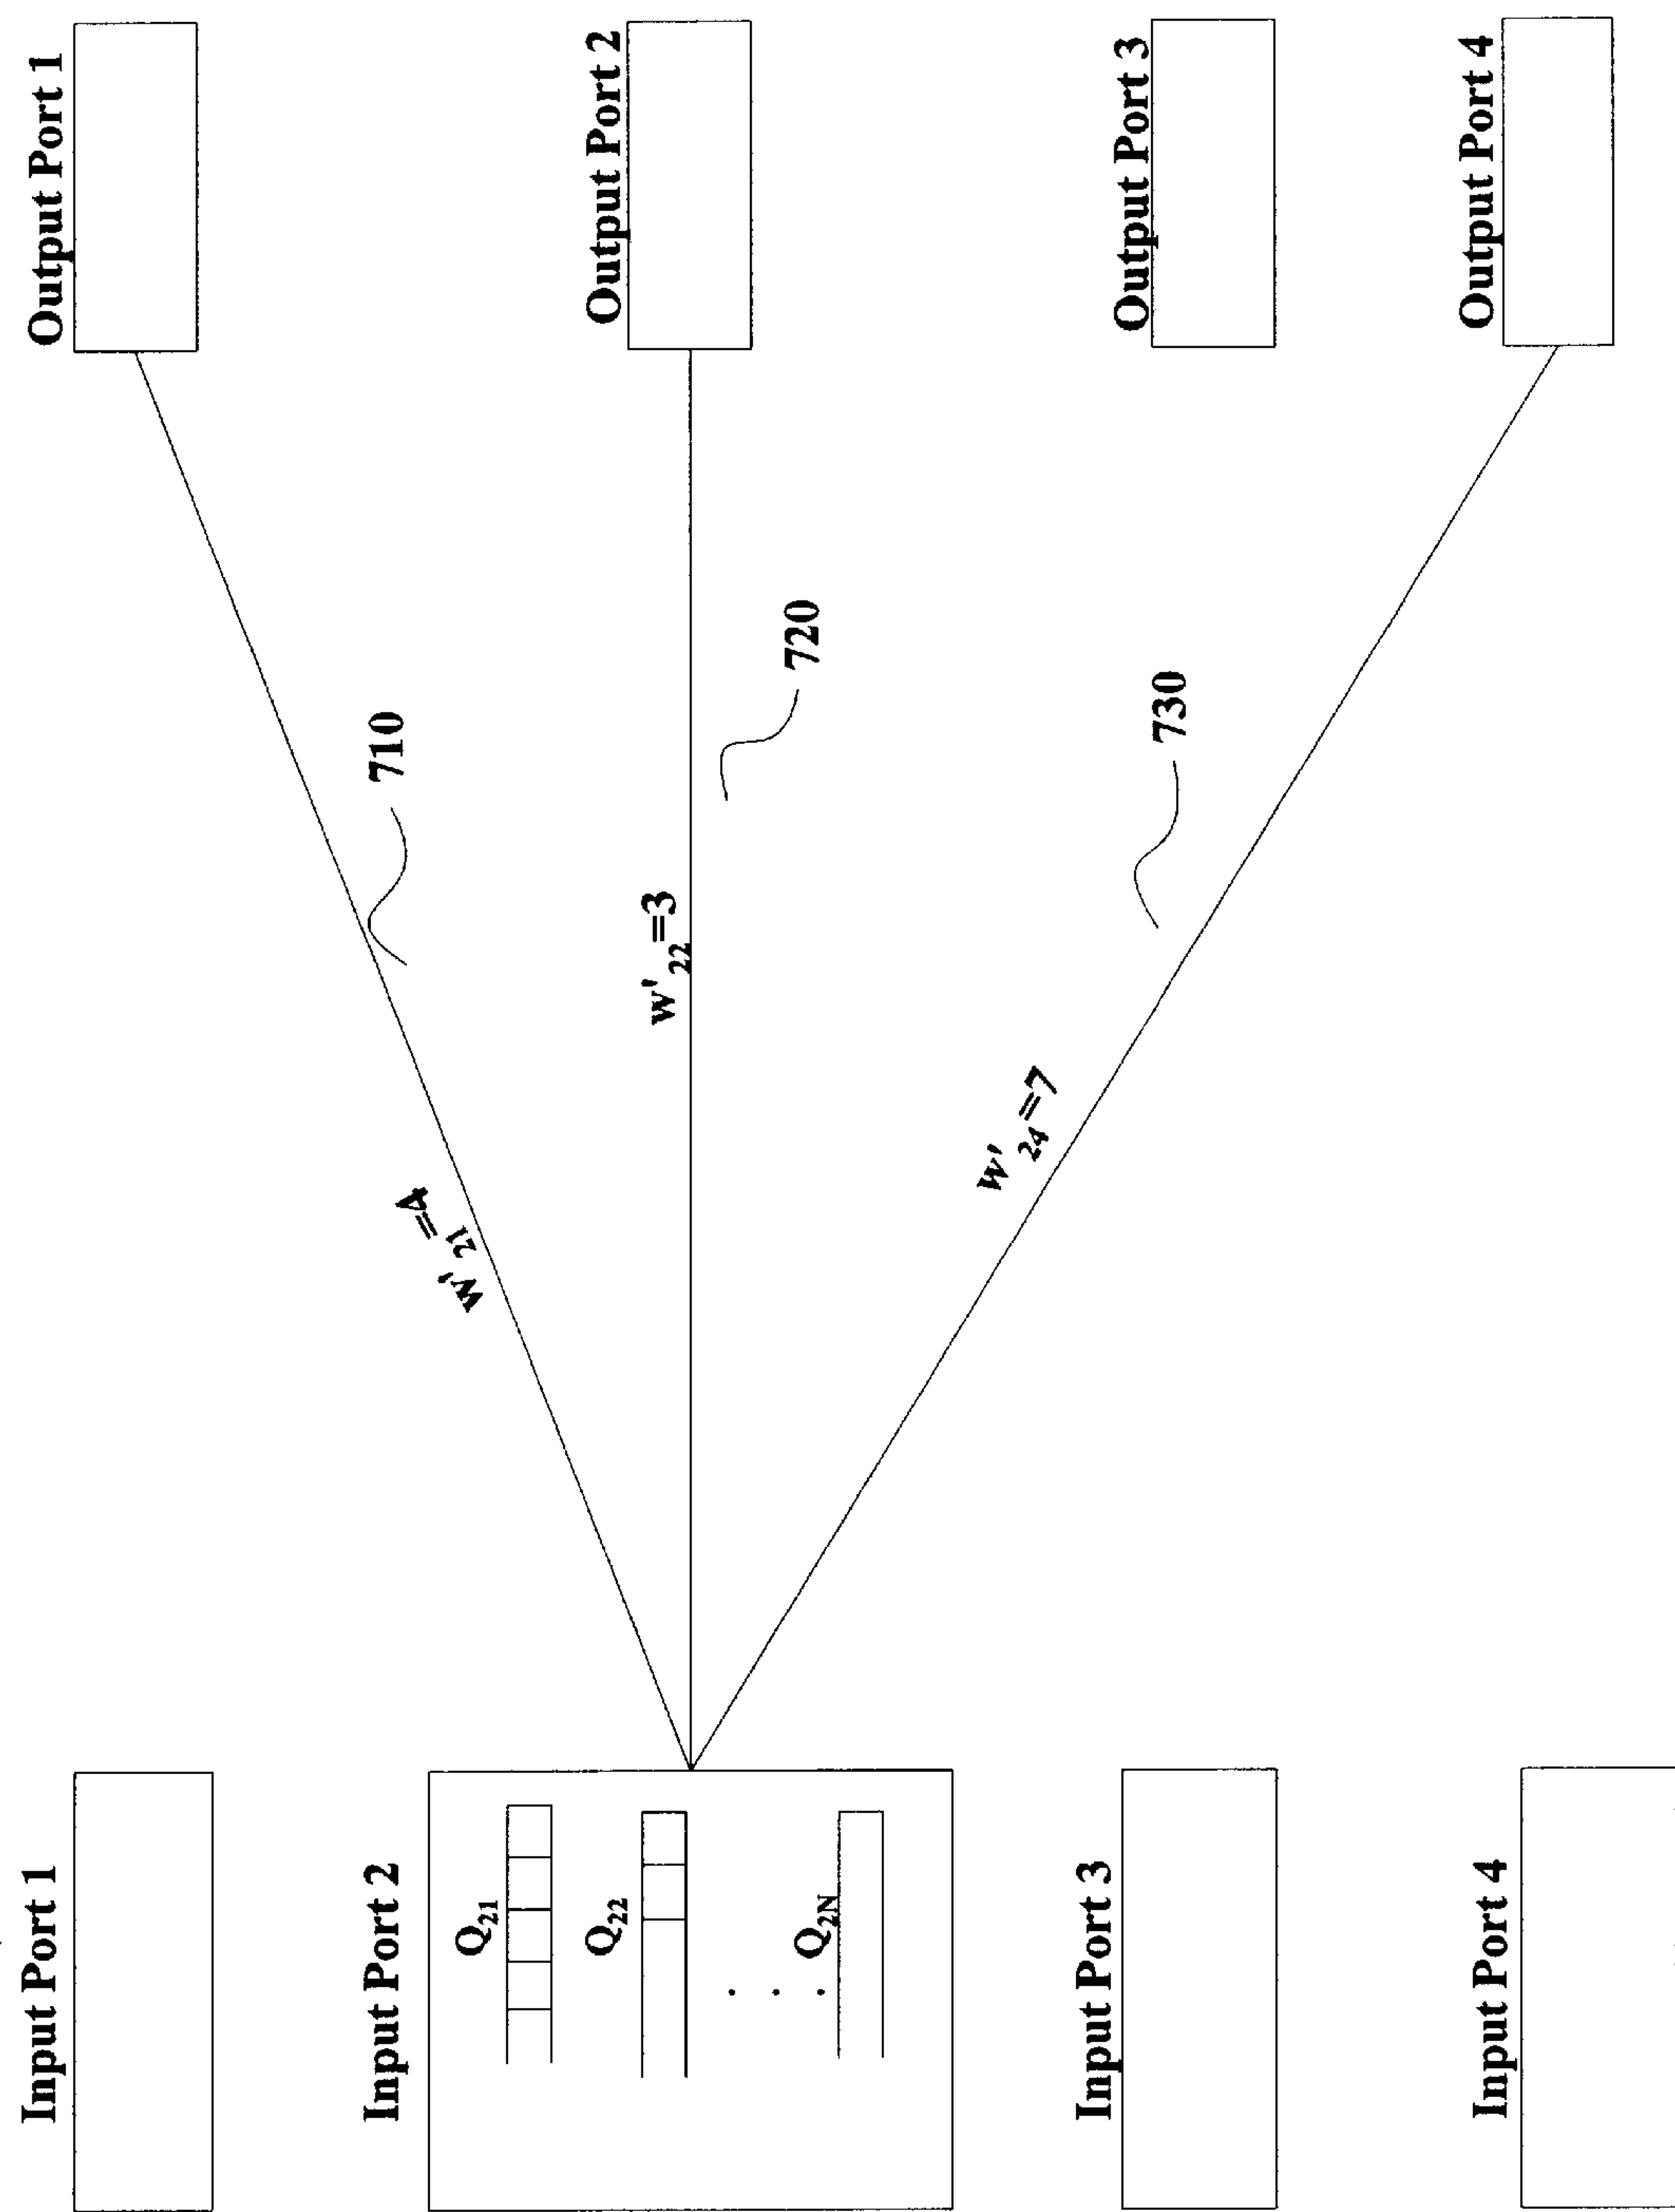 Input Port 1
Output Port 1
Input Port 2
Output Port 2
Q21
Q22
. . .
Q2N
w'21=4
710
w'22=3
720
w'24=7
730
Input Port 3
Output Port 3
Input Port 4
Output Port 4